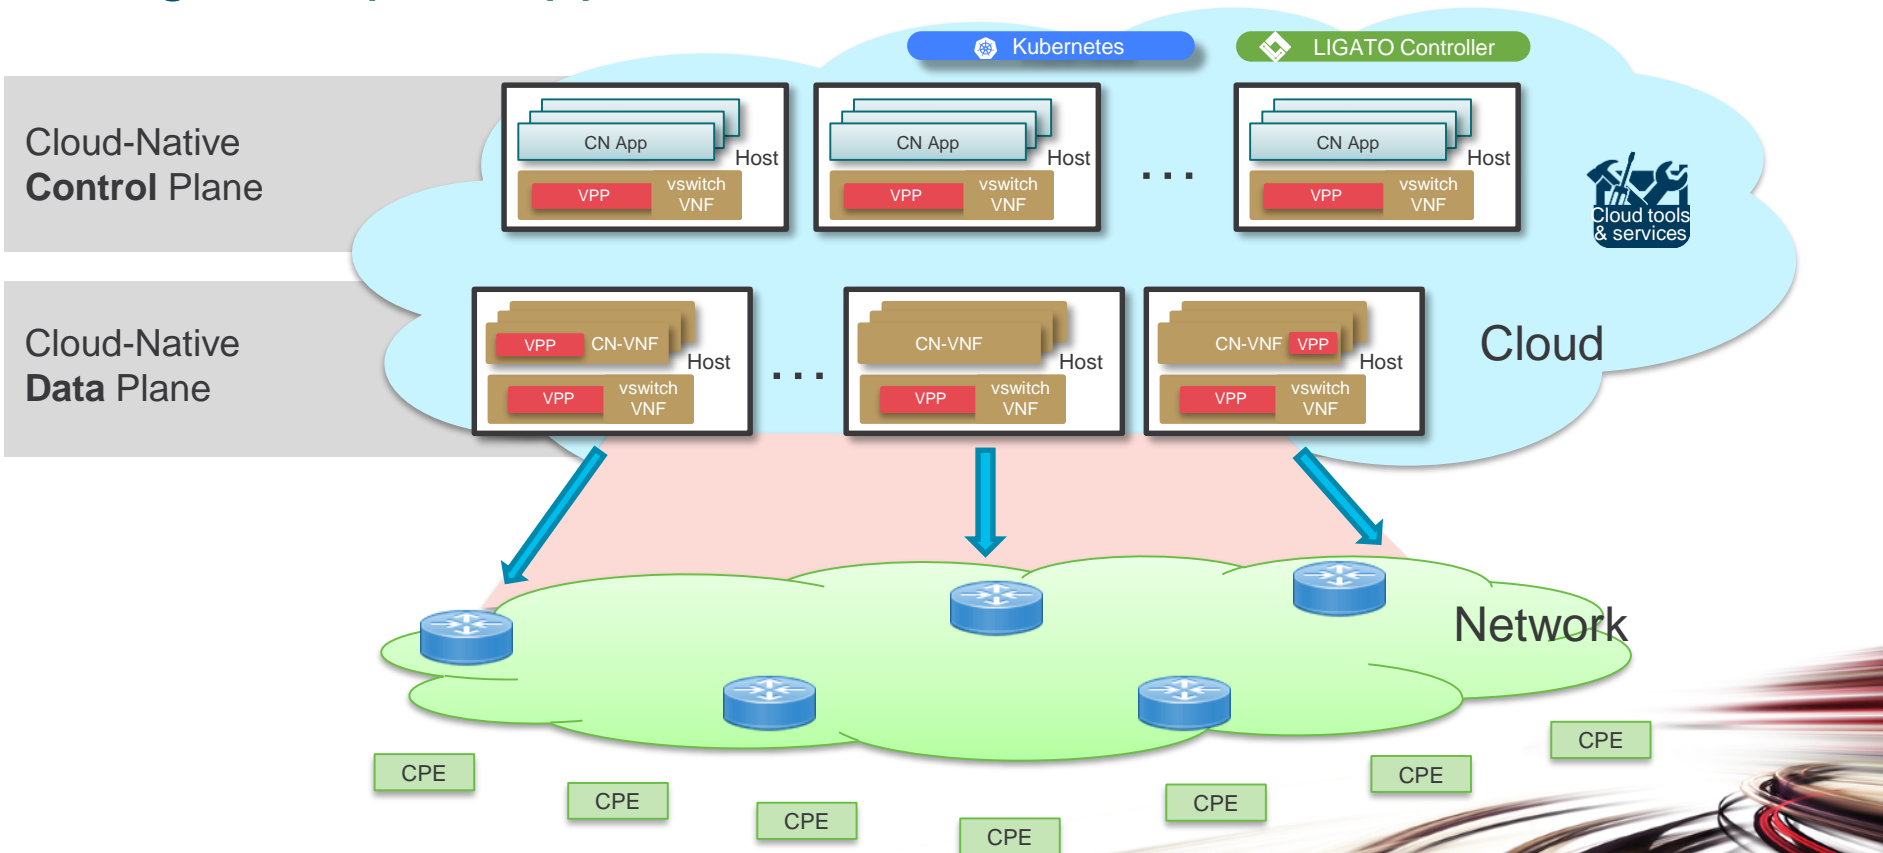 Kubernetes
LIGATO Controller
Cloud-Native
Control Plane
CN App
Host
VPP
vswitch
VNF
CN App
Host
VPP
vswitch
VNF
...
CN App
Host
VPP
vswitch
VNF
Cloud tools
& services
Cloud-Native
Data Plane
VPP
CN-VNF
Host
VPP
vswitch
VNF
...
CN-VNF
Host
VPP
vswitch
VNF
CN-VNF
VPP
Host
VPP
vswitch
VNF
Cloud
Network
CPE
CPE
CPE
CPE
CPE
CPE
CPE